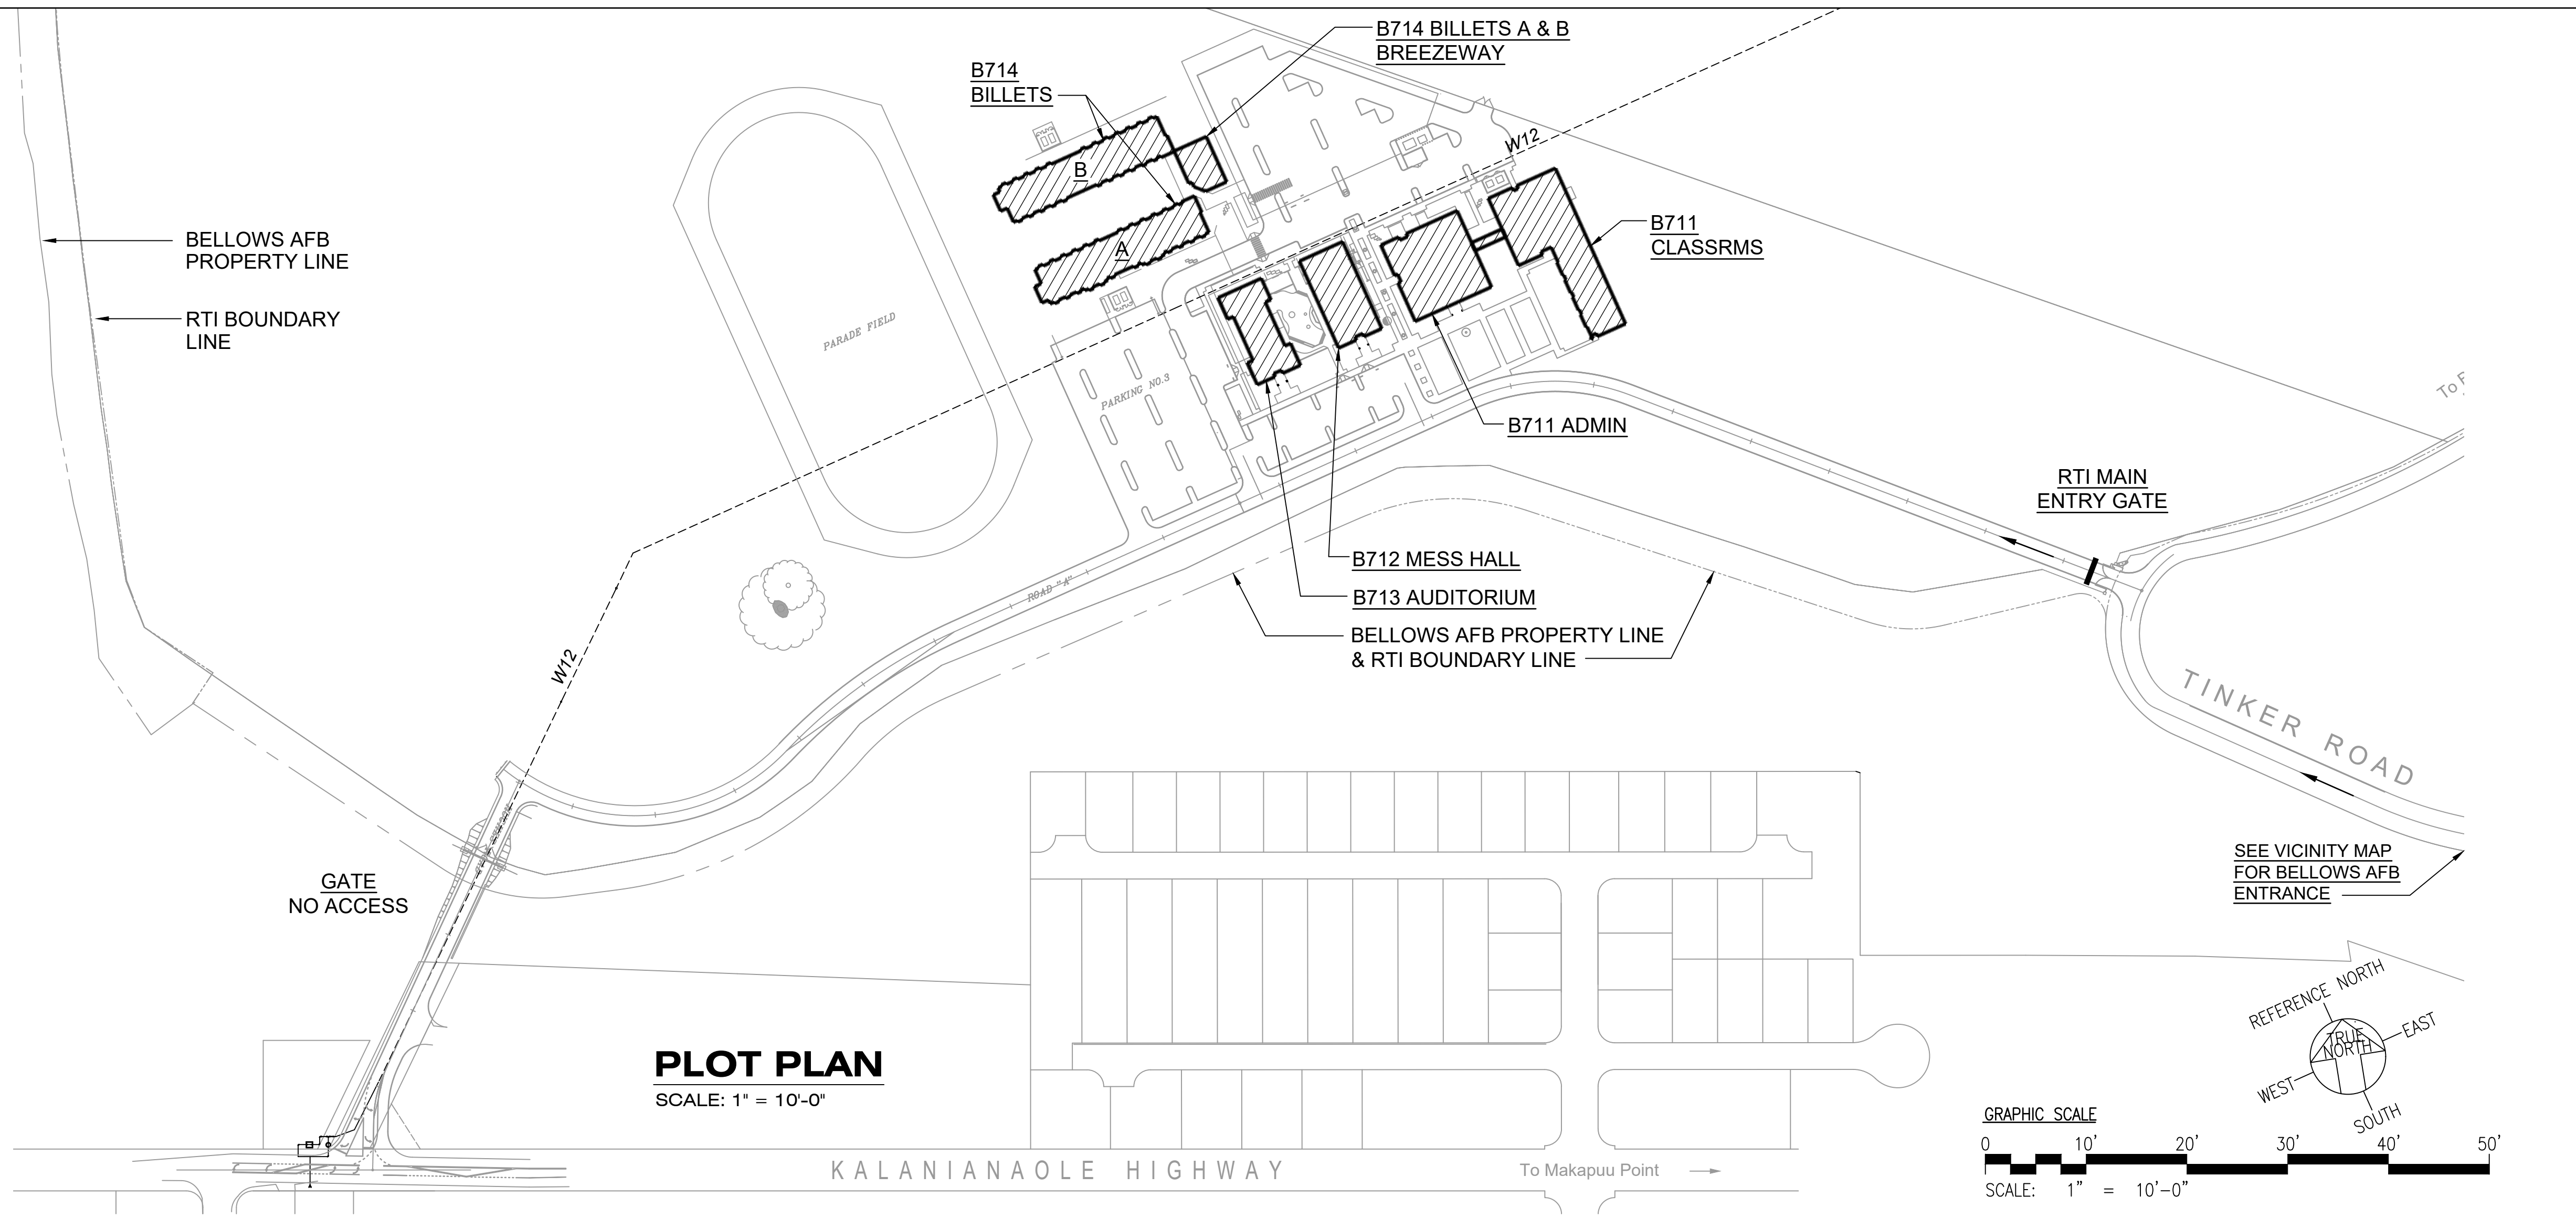 B714 BILLETS A & B
BREEZEWAY
B714
BILLETS
W12
B
A
B711
CLASSRMS
BELLOWS AFB
PROPERTY LINE
RTI BOUNDARY
LINE
PARADE FIELD
PARKING NO.3
To
B711 ADMIN
RTI MAIN
ENTRY GATE
B712 MESS HALL
ROAD "A"
B713 AUDITORIUM
BELLOWS AFB PROPERTY LINE
& RTI BOUNDARY LINE
W12
TINKER ROAD
SEE VICINITY MAP
FOR BELLOWS AFB
ENTRANCE
GATE
NO ACCESS
REFERENCE NORTH
TRUE
NORTH
EAST
WEST
SOUTH
PLOT PLAN
SCALE: 1" = 10'-0"
GRAPHIC SCALE
0 10' 20' 30' 40' 50'
SCALE: 1" = 10'-0"
KALANIANAOLE HIGHWAY
To Makapuu Point